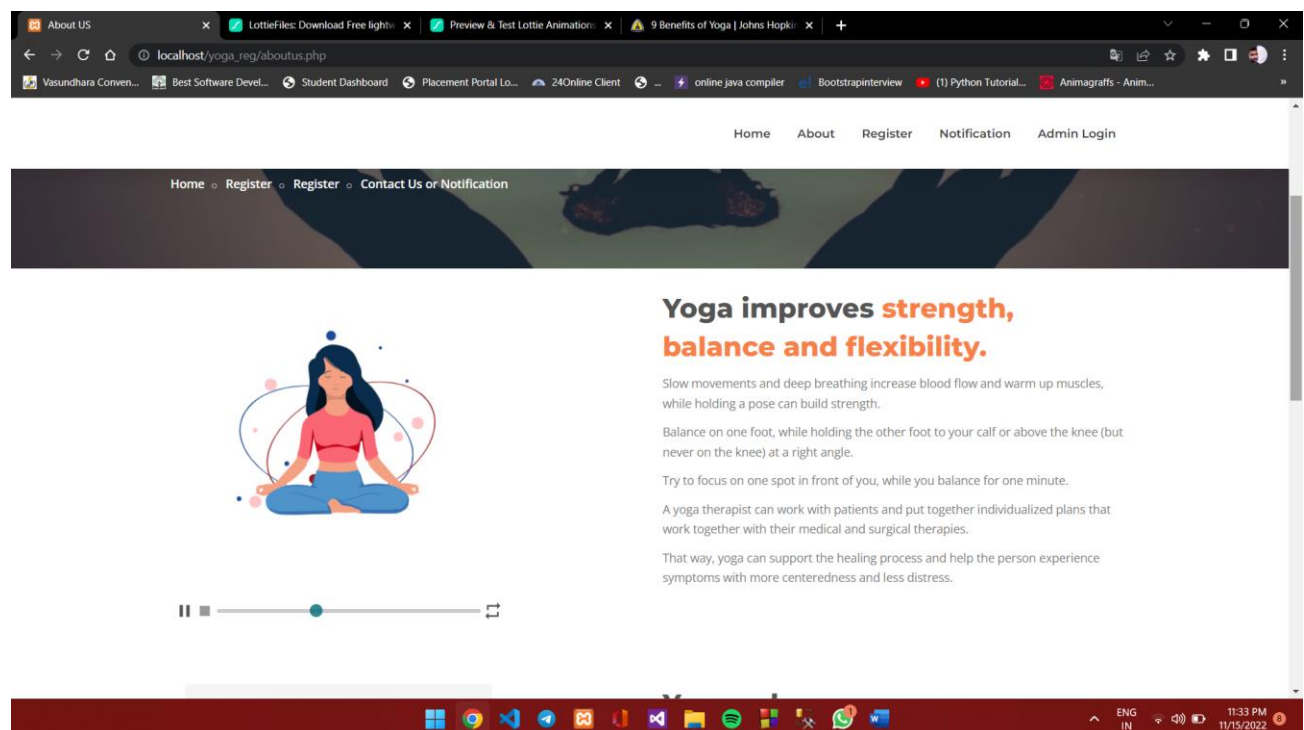 About US
LottieFiles: Download Free lightw
Preview & Test Lottie Animations
9 Benefits of Yoga | Johns Hopkin
localhost/yoga_reg/aboutus.php
Vasundhara Conven...
Best Software Devel...
Student Dashboard
Placement Portal Lo...
24Online Client
online java compiler
Bootstrapinterview
(1) Python Tutorial...
Animagraffs - Anim...
»
Home
About
Register
Notification
Admin Login
Home
Register
Register
Contact Us or Notification
Yoga improves strength,
balance and flexibility.
Slow movements and deep breathing increase blood flow and warm up muscles,
while holding a pose can build strength.
Balance on one foot, while holding the other foot to your calf or above the knee (but
never on the knee) at a right angle.
Try to focus on one spot in front of you, while you balance for one minute.
A yoga therapist can work with patients and put together individualized plans that
work together with their medical and surgical therapies.
That way, yoga can support the healing process and help the person experience
symptoms with more centeredness and less distress.
ENG
IN
11:33 PM
11/15/2022
8